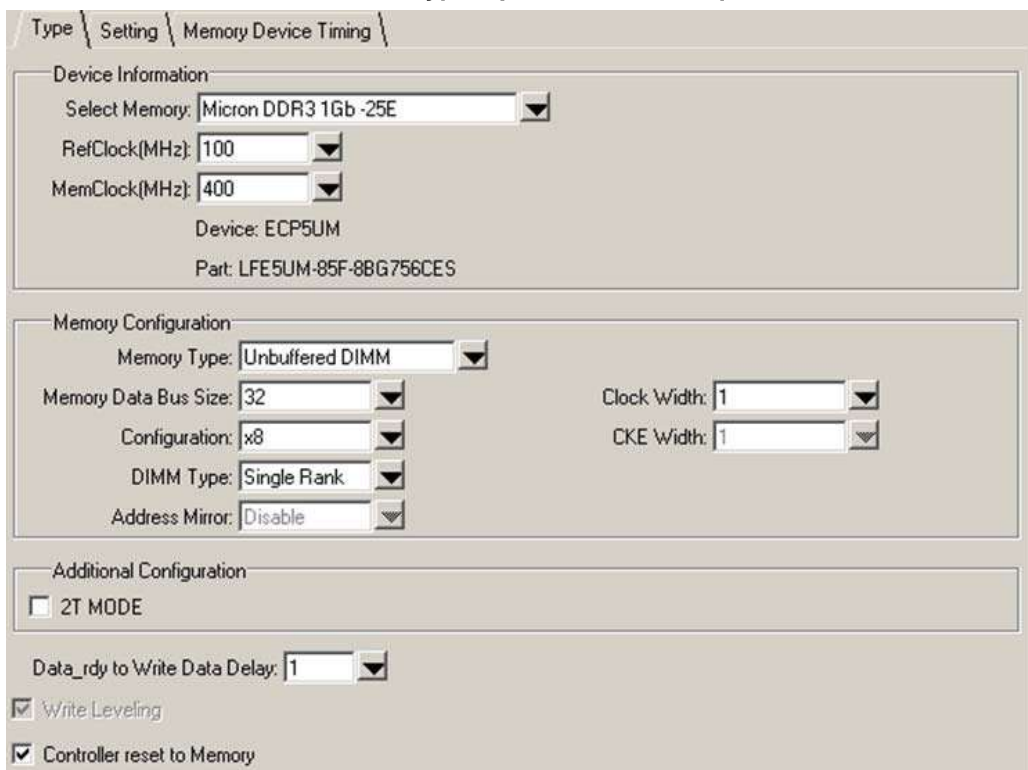 Type Setting Memory Device Timing
Device Information
Select Memory: Micron DDR3 1Gb -25E
RefClock(MHz): 100
MemClock(MHz): 400
Device: ECP5UM
Part: LFE5UM-85F-8BG756CES
Memory Configuration
Memory Type: Unbuffered DIMM
Memory Data Bus Size: 32 Clock Width: 1
Configuration: x8 CKE Width: 1
DIMM Type: Single Rank
Address Mirror: Disable
Additional Configuration
2T MODE
Data_rdy to Write Data Delay: 1
Write Leveling
Controller reset to Memory